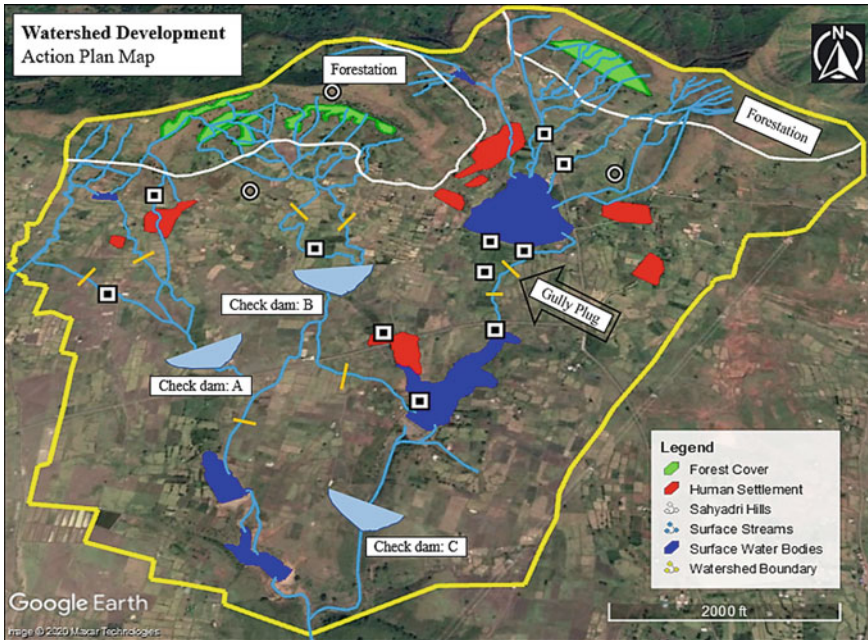 Watershed Development
Action Plan Map
N
Forestation
Forestation
Gully Plug
Check dam: B
Check dam: A
Check dam: C
Legend
Forest Cover
Human Settlement
Sahyadri Hills
Surface Streams
Surface Water Bodies
Watershed Boundary
2000 ft
Google Earth
Image © 2020 Maxar Technologies